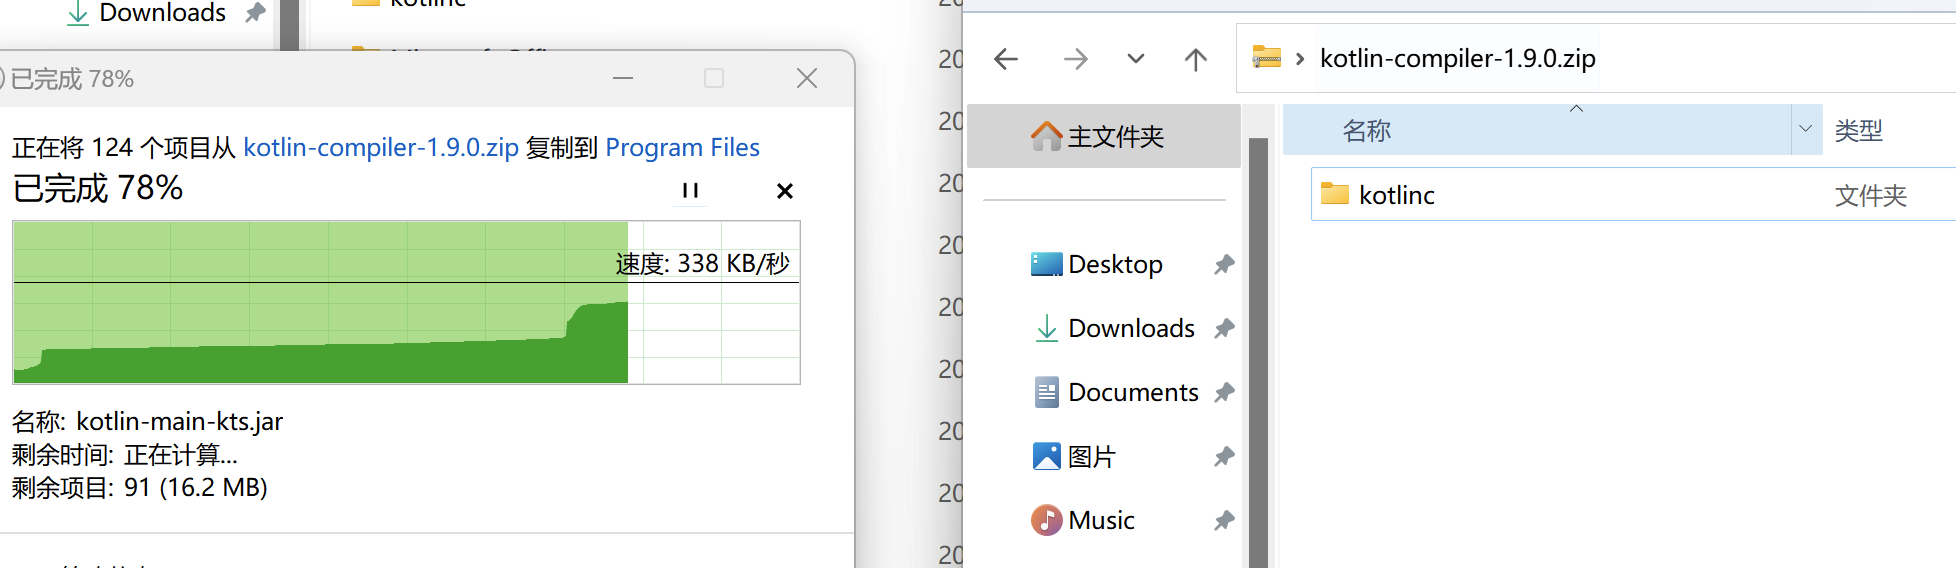 Downloads
kotlinc
已完成 78%
正在将 124 个项目从 kotlin-compiler-1.9.0.zip 复制到 Program Files
已完成 78%
速度: 338 KB/秒
名称: kotlin-main-kts.jar
剩余时间: 正在计算...
剩余项目: 91 (16.2 MB)
20
20
20
20
20
20
20
20
20
kotlin-compiler-1.9.0.zip
主文件夹
名称
类型
kotlinc
文件夹
Desktop
Downloads
Documents
图片
Music